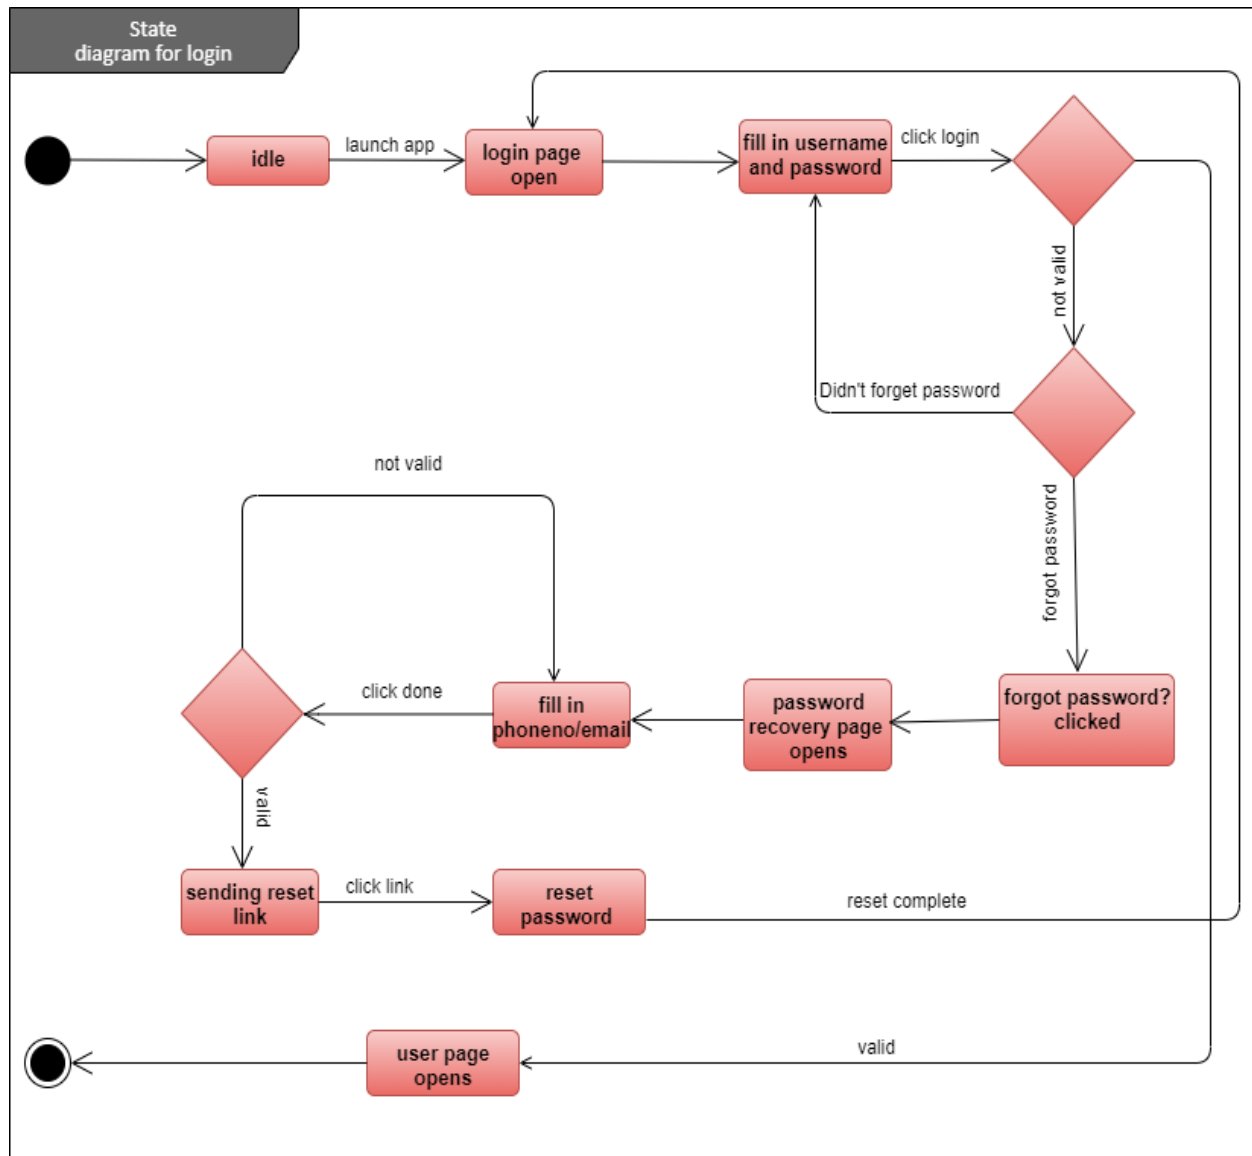 State
diagram for login
idle
launch app
login page
open
fill in username
and password
click login
not valid
Didn't forget password
forgot password
not valid
click done
fill in
phoneno/email
password
recovery page
opens
forgot password?
clicked
valid
sending reset
link
click link
reset
password
reset complete
user page
opens
valid